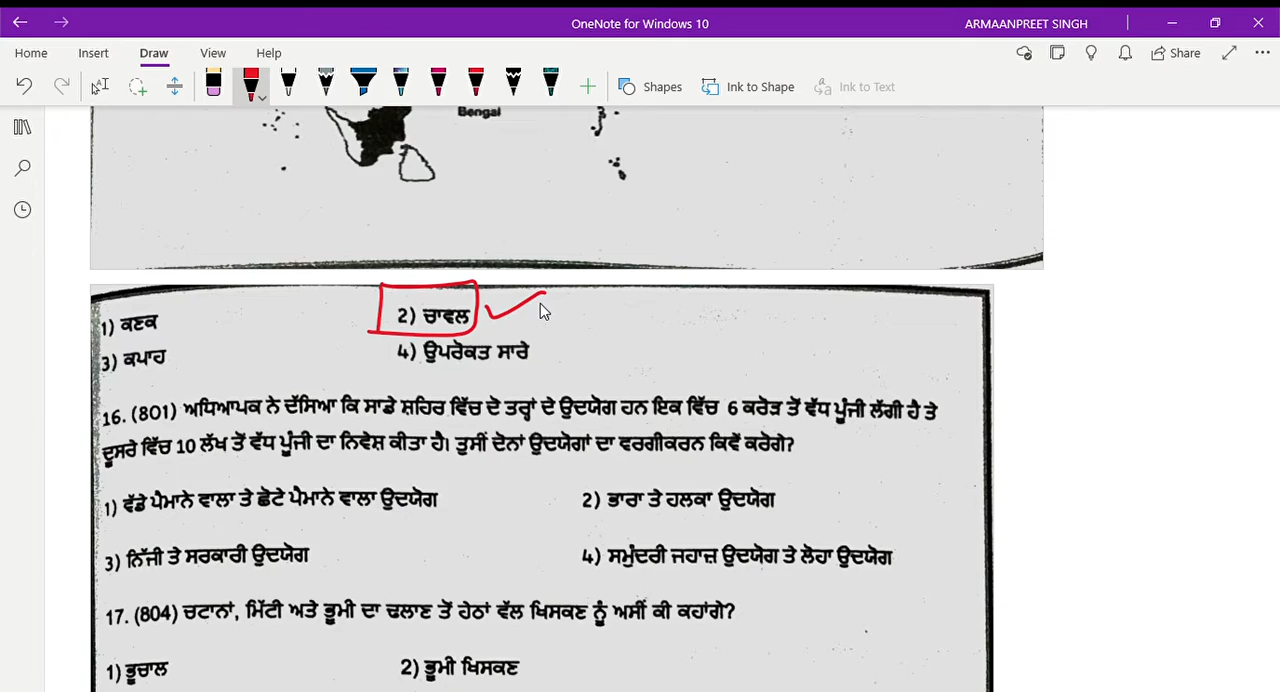 OneNote for Windows 10
ARMAANPREET SINGH
Home Insert Draw View Help
Share
Shapes
Ink to Shape
Ink to Text
Bengal
1) ਕਣਕ 2) ਚਾਵਲ
3) ਕਪਾਹ 4) ਉਪਰੋਕਤ ਸਾਰੇ
16. (801) ਅਧਿਆਪਕ ਨੇ ਦੱਸਿਆ ਕਿ ਸਾਡੇ ਸ਼ਹਿਰ ਵਿੱਚ ਦੋ ਤਰ੍ਹਾਂ ਦੇ ਉਦਯੋਗ ਹਨ ਇਕ ਵਿੱਚ 6 ਕਰੋੜ ਤੋਂ ਵੱਧ ਪੂੰਜੀ ਲੱਗੀ ਹੈ ਤੇ
ਦੂਸਰੇ ਵਿੱਚ 10 ਲੱਖ ਤੋਂ ਵੱਧ ਪੂੰਜੀ ਦਾ ਨਿਵੇਸ਼ ਕੀਤਾ ਹੈ। ਤੁਸੀਂ ਦੋਨਾਂ ਉਦਯੋਗਾਂ ਦਾ ਵਰਗੀਕਰਨ ਕਿਵੇਂ ਕਰੋਗੇ?
1) ਵੱਡੇ ਪੈਮਾਨੇ ਵਾਲਾ ਤੇ ਛੋਟੇ ਪੈਮਾਨੇ ਵਾਲਾ ਉਦਯੋਗ 2) ਭਾਰਾ ਤੇ ਹਲਕਾ ਉਦਯੋਗ
3) ਨਿੱਜੀ ਤੇ ਸਰਕਾਰੀ ਉਦਯੋਗ 4) ਸਮੁੰਦਰੀ ਜਹਾਜ਼ ਉਦਯੋਗ ਤੇ ਲੋਹਾ ਉਦਯੋਗ
17. (804) ਚਟਾਨਾਂ, ਮਿੱਟੀ ਅਤੇ ਭੂਮੀ ਦਾ ਢਲਾਣ ਤੋਂ ਹੇਠਾਂ ਵੱਲ ਖਿਸਕਣ ਨੂੰ ਅਸੀਂ ਕੀ ਕਹਾਂਗੇ?
1) ਭੂਚਾਲ 2) ਭੂਮੀ ਖਿਸਕਣ